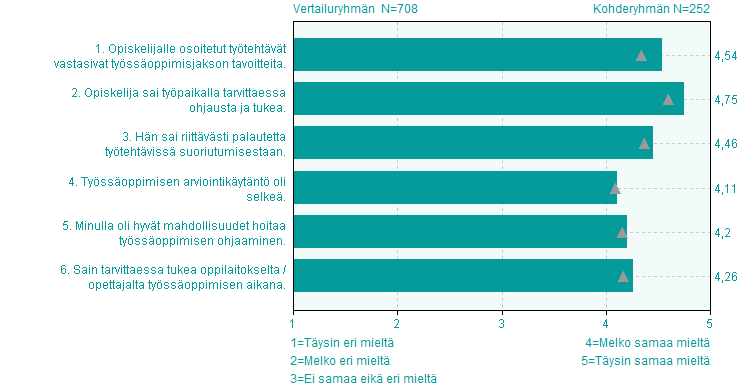 Vertailuryhmän N=708 Kohderyhmän N=252
1. Opiskelijalle osoitetut työtehtävät
vastasivat työssäoppimisjakson tavoitteita.
4,54
2. Opiskelija sai työpaikalla tarvittaessa
ohjausta ja tukea.
4,75
3. Hän sai riittävästi palautetta
työtehtävissä suoriutumisestaan.
4,46
4. Työssäoppimisen arviointikäytäntö oli
selkeä.
4,11
5. Minulla oli hyvät mahdollisuudet hoitaa
työssäoppimisen ohjaaminen.
4,2
6. Sain tarvittaessa tukea oppilaitokselta /
opettajalta työssäoppimisen aikana.
4,26
1 2 3 4 5
1=Täysin eri mieltä 4=Melko samaa mieltä
2=Melko eri mieltä 5=Täysin samaa mieltä
3=Ei samaa eikä eri mieltä